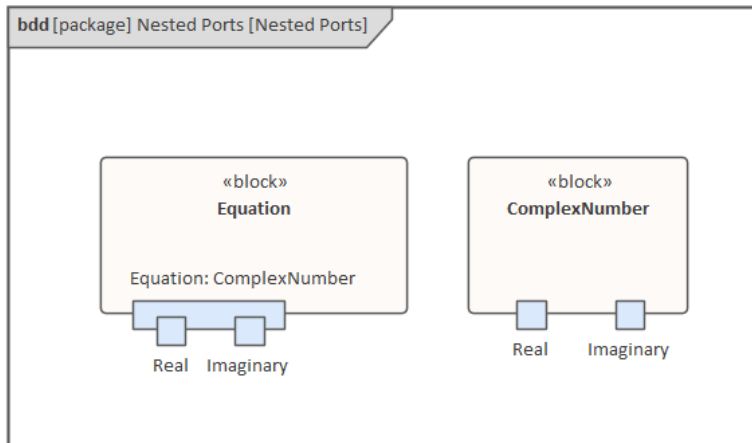 bdd [package] Nested Ports [Nested Ports]
«block»
Equation
Equation: ComplexNumber
Real
Imaginary
«block»
ComplexNumber
Real
Imaginary